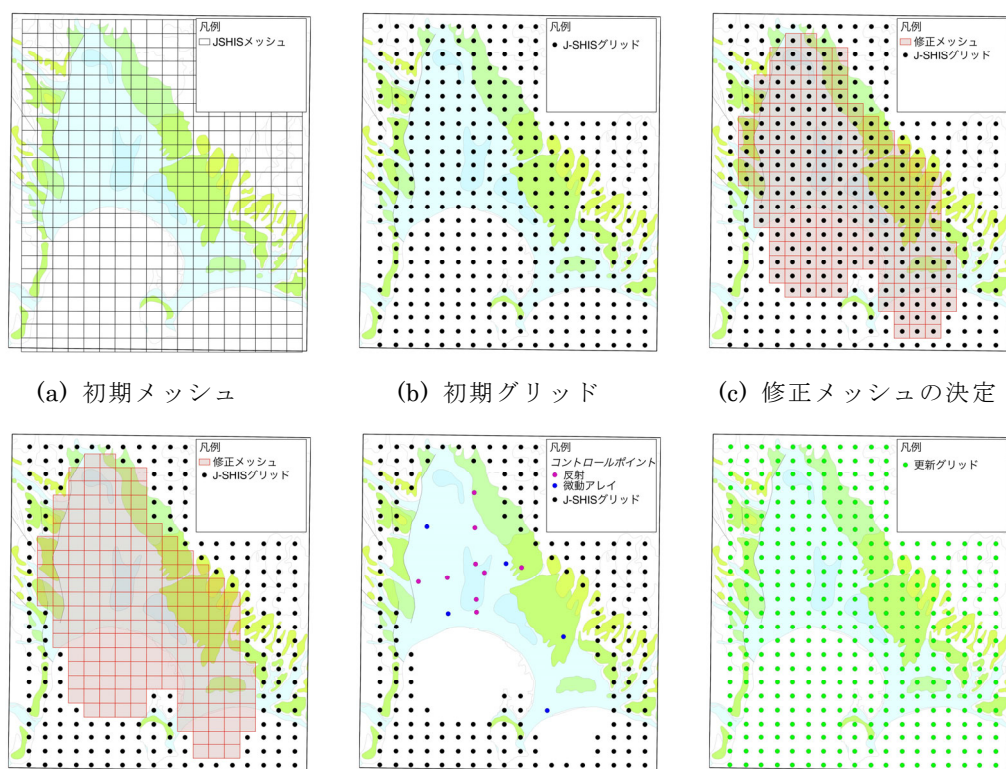 凡例
JSHISメッシュ
凡例
J-SHISグリッド
凡例
修正メッシュ
J-SHISグリッド
(a) 初期メッシュ
(b) 初期グリッド
(c) 修正メッシュの決定
凡例
修正メッシュ
J-SHISグリッド
凡例
コントロールポイント
反射
微動アレイ
J-SHISグリッド
凡例
更新グリッド